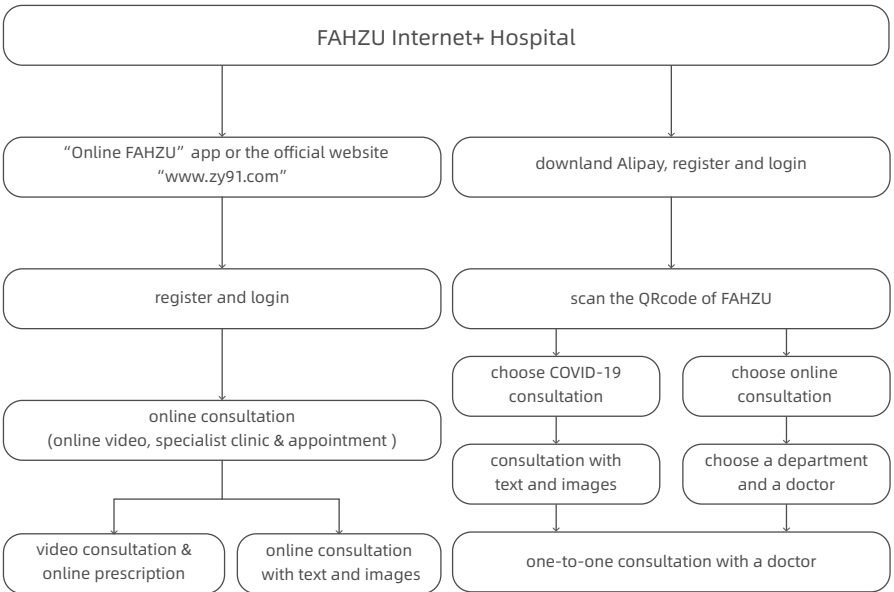 FAHZU Internet+ Hospital
“Online FAHZU” app or the official website
“www.zy91.com”
downland Alipay, register and login
register and login
scan the QRcode of FAHZU
choose COVID-19
consultation
choose online
consultation
online consultation
(online video, specialist clinic & appointment )
consultation with
text and images
choose a department
and a doctor
video consultation &
online prescription
online consultation
with text and images
one-to-one consultation with a doctor